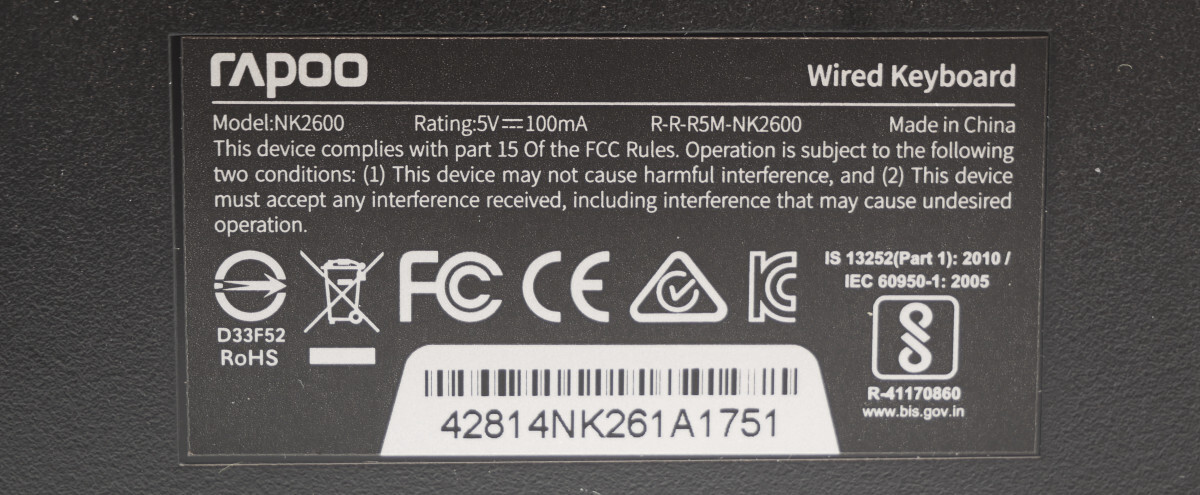 rapoo
Wired Keyboard
Model:NK2600 Rating:5V⎓100mA R-R-R5M-NK2600 Made in China
This device complies with part 15 Of the FCC Rules. Operation is subject to the following
two conditions: (1) This device may not cause harmful interference, and (2) This device
must accept any interference received, including interference that may cause undesired
operation.
FC CE
IS 13252(Part 1): 2010 /
IEC 60950-1: 2005
D33F52
RoHS
R-41170860
www.bis.gov.in
42814NK261A1751